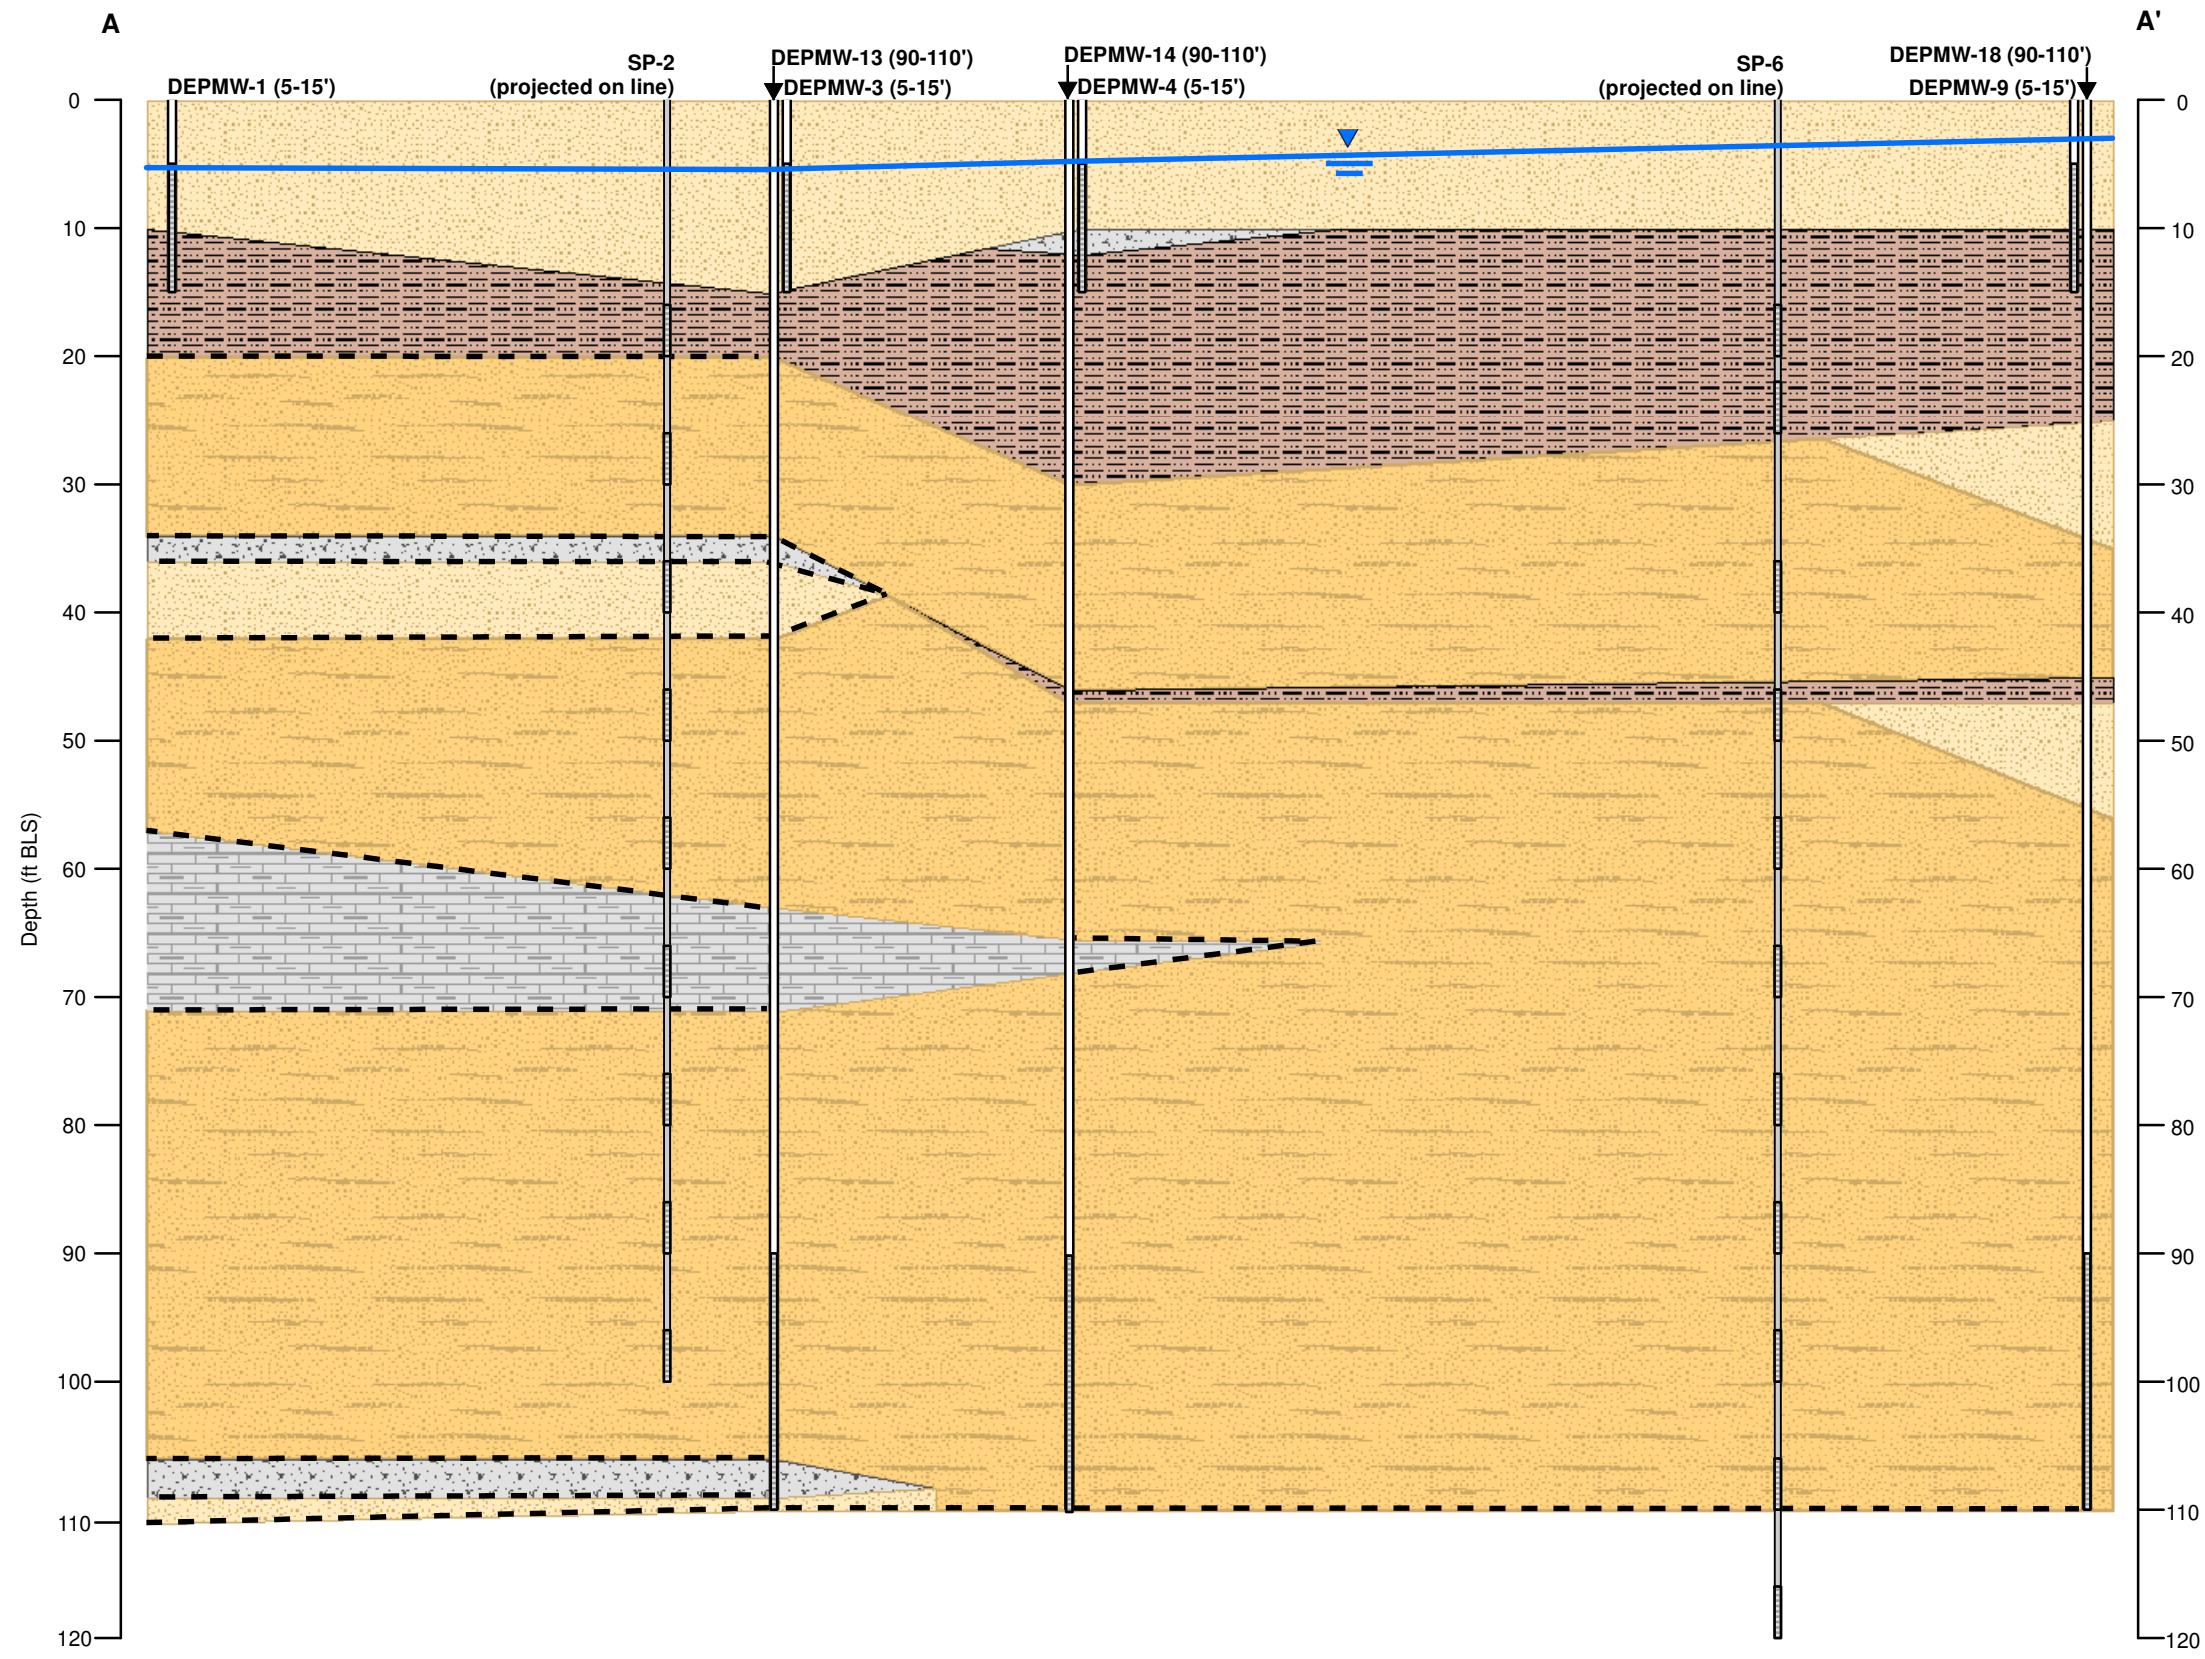 A
A'
SP-2
(projected on line)
DEPMW-13 (90-110')
DEPMW-14 (90-110')
SP-6
(projected on line)
DEPMW-18 (90-110')
DEPMW-1 (5-15')
DEPMW-3 (5-15')
DEPMW-4 (5-15')
DEPMW-9 (5-15')
Depth (ft BLS)
0
10
20
30
40
50
60
70
80
90
100
110
120
0
10
20
30
40
50
60
70
80
90
100
110
120